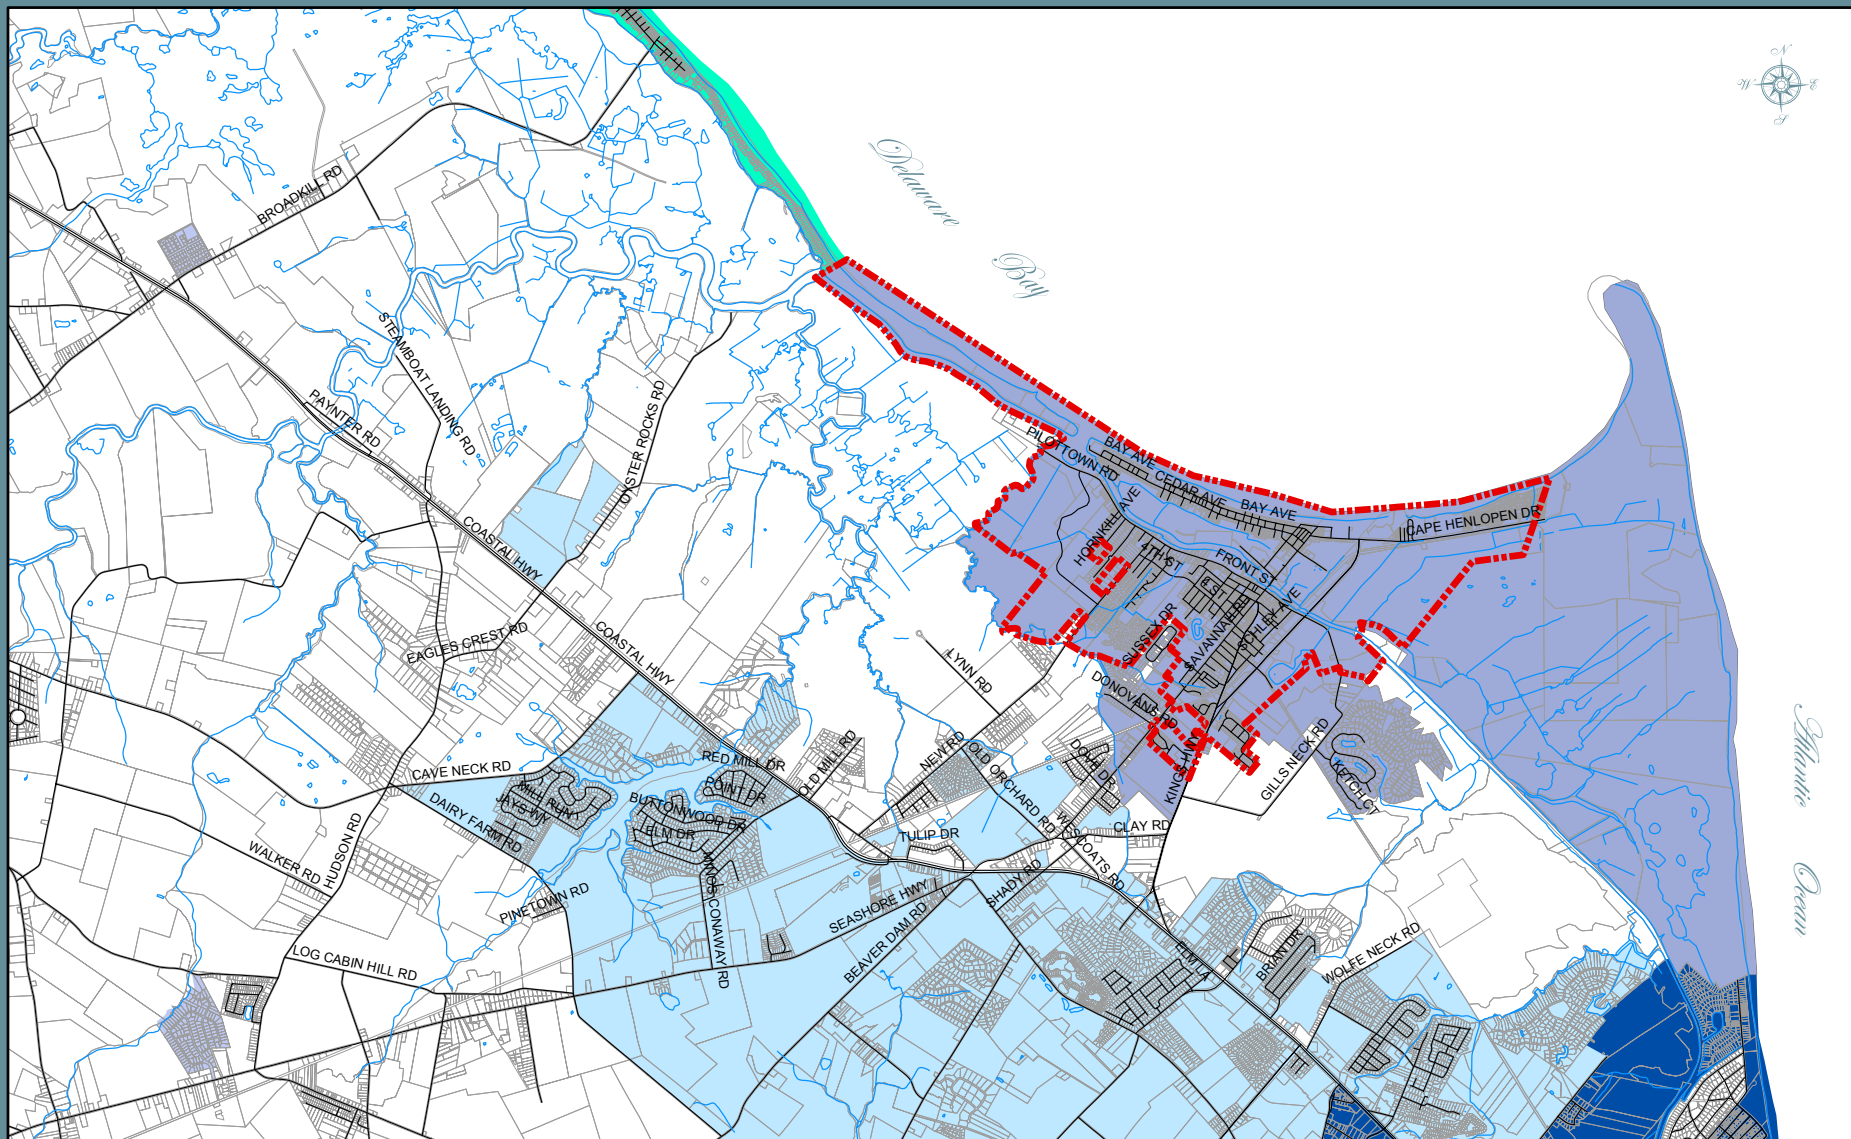 N
W
E
S
Delaware
Bay
BROADKILL RD
STEAMBOAT LANDING RD
PAYNTER RD
OYSTER ROCKS RD
PILOTTOWN RD
BAY AVE
CEDAR AVE
BAY AVE
CAPE HENLOPEN DR
HORNKILL AVE
4TH ST
FRONT ST
COASTAL HWY
SAVANNAH RD
SCHLEY AVE
SUSSEX DR
EAGLES CREST RD
COASTAL HWY
LYNN RD
DONOVANS RD
KINGS HWY
GILLS NECK RD
KETCH CT
Atlantic
Ocean
CAVE NECK RD
RED MILL DR
OLD MILL RD
NEW RD
OLD ORCHARD RD
DOVE DR
MILL RUN
JAYS WY
POINT DR
BUTTONWOOD DR
ELM DR
DAIRY FARM RD
TULIP DR
WESCOATS RD
CLAY RD
WALKER RD
HUDSON RD
MINOS CONAWAY RD
PINETOWN RD
SEASHORE HWY
SHADY RD
BEAVER DAM RD
LOG CABIN HILL RD
ELM LA
BRIAN DR
WOLFE NECK RD